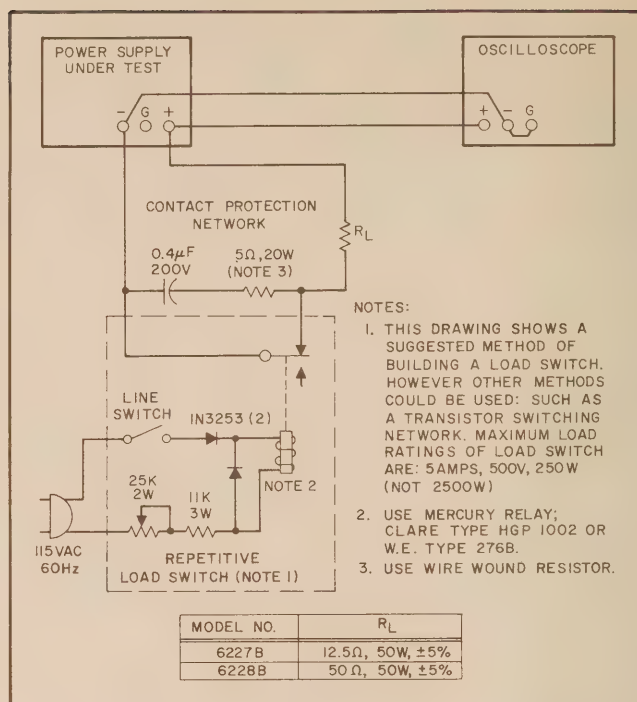 POWER SUPPLY
UNDER TEST
- G +
OSCILLOSCOPE
+ - G
CONTACT PROTECTION
NETWORK
0.4μF
200V
5Ω, 20W
(NOTE 3)
RL
LINE
SWITCH
IN3253 (2)
NOTE 2
25K
2W
11K
3W
115VAC
60Hz
REPETITIVE
LOAD SWITCH (NOTE 1)
NOTES:
1. THIS DRAWING SHOWS A
SUGGESTED METHOD OF
BUILDING A LOAD SWITCH.
HOWEVER OTHER METHODS
COULD BE USED: SUCH AS
A TRANSISTOR SWITCHING
NETWORK. MAXIMUM LOAD
RATINGS OF LOAD SWITCH
ARE: 5AMPS, 500V, 250W
(NOT 2500W)
2. USE MERCURY RELAY;
CLARE TYPE HGP 1002 OR
W.E. TYPE 276B.
3. USE WIRE WOUND RESISTOR.
MODEL NO. RL
6227B 12.5Ω, 50W, ±5%
6228B 50Ω, 50W, ±5%